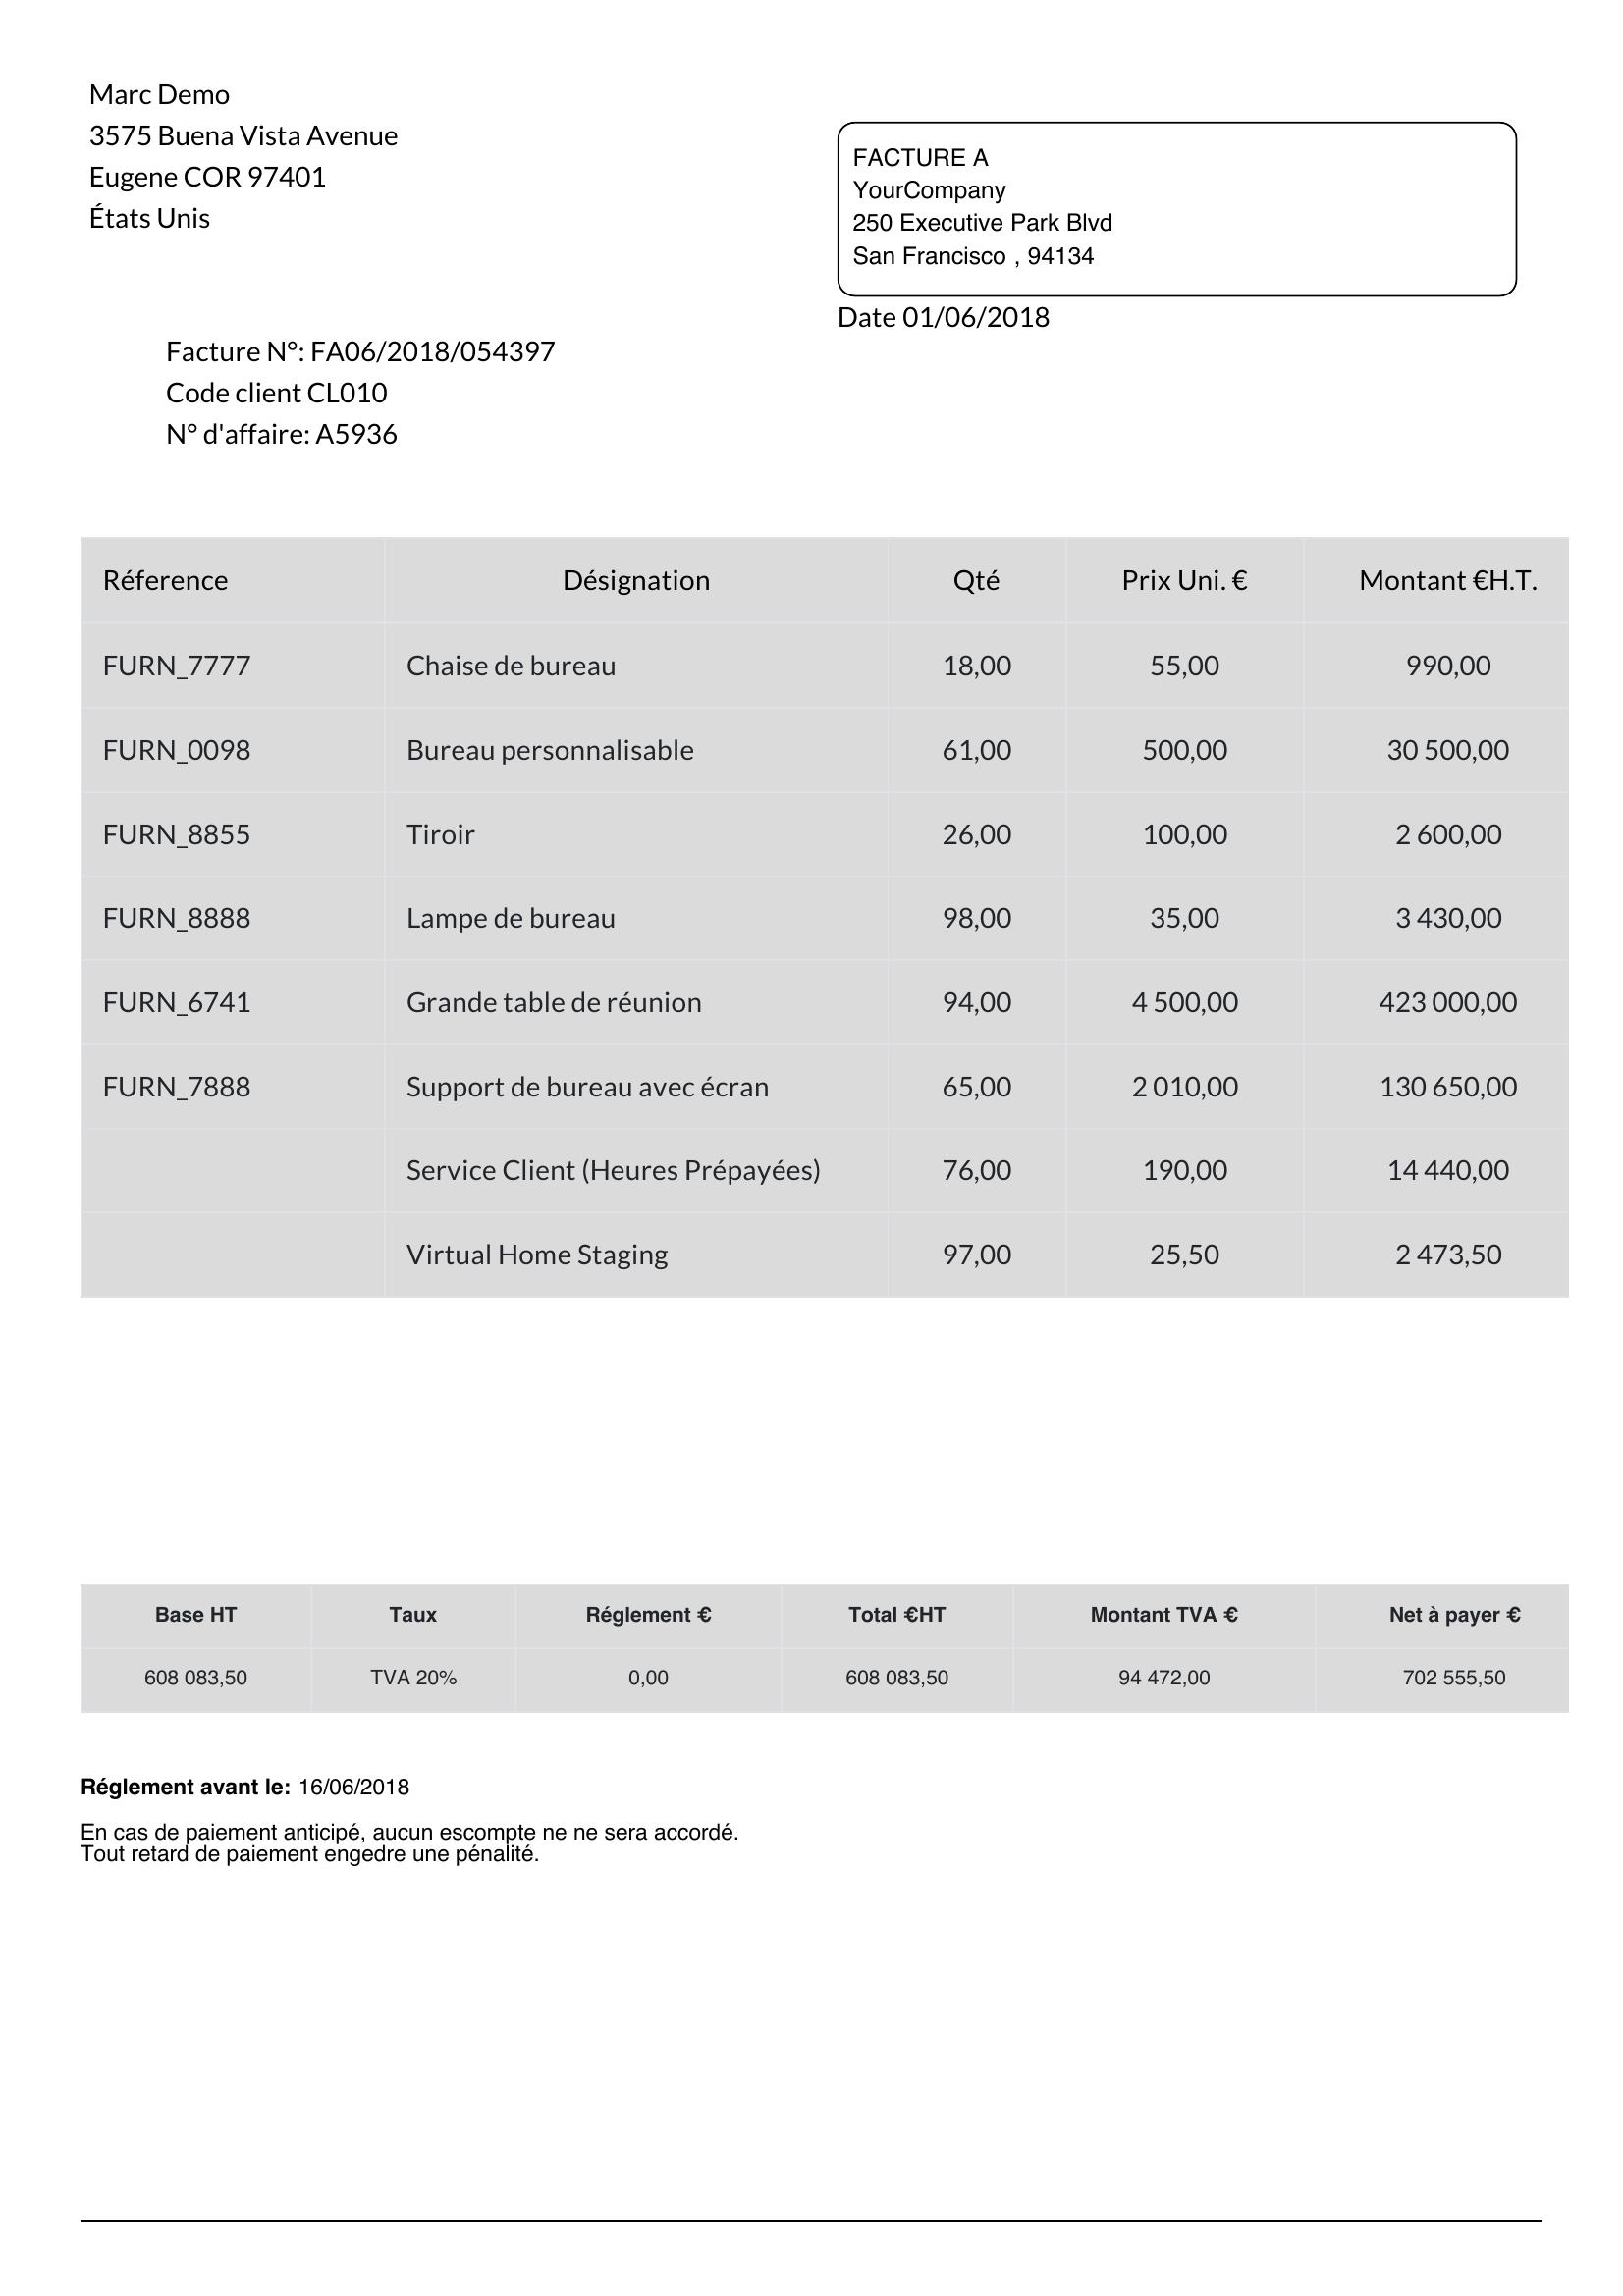 Marc Demo
3575 Buena Vista Avenue
Eugene COR 97401
États Unis
FACTURE A
YourCompany
250 Executive Park Blvd
San Francisco , 94134
Date 01/06/2018
Facture N°: FA06/2018/054397
Code client CL010
N° d'affaire: A5936
Réference Désignation Qté Prix Uni. € Montant €H.T.
FURN_7777 Chaise de bureau 18,00 55,00 990,00
FURN_0098 Bureau personnalisable 61,00 500,00 30 500,00
FURN_8855 Tiroir 26,00 100,00 2 600,00
FURN_8888 Lampe de bureau 98,00 35,00 3 430,00
FURN_6741 Grande table de réunion 94,00 4 500,00 423 000,00
FURN_7888 Support de bureau avec écran 65,00 2 010,00 130 650,00
Service Client (Heures Prépayées) 76,00 190,00 14 440,00
Virtual Home Staging 97,00 25,50 2 473,50
Base HT Taux Réglement € Total €HT Montant TVA € Net à payer €
608 083,50 TVA 20% 0,00 608 083,50 94 472,00 702 555,50
Réglement avant le: 16/06/2018
En cas de paiement anticipé, aucun escompte ne ne sera accordé.
Tout retard de paiement engedre une pénalité.